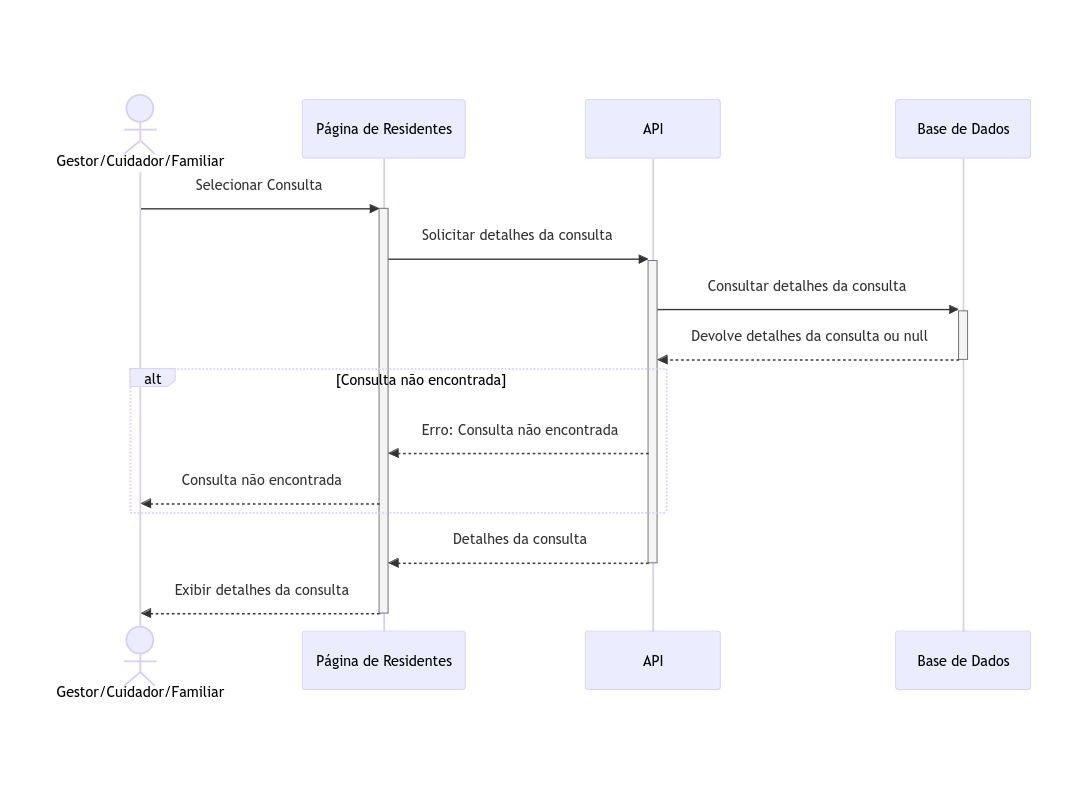 Página de Residentes
API
Base de Dados
Gestor/Cuidador/Familiar
Selecionar Consulta
Solicitar detalhes da consulta
Consultar detalhes da consulta
Devolve detalhes da consulta ou null
alt
[Consulta não encontrada]
Erro: Consulta não encontrada
Consulta não encontrada
Detalhes da consulta
Exibir detalhes da consulta
Página de Residentes
API
Base de Dados
Gestor/Cuidador/Familiar